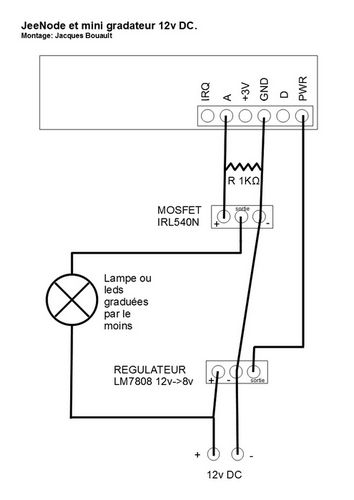 JeeNode et mini gradateur 12v DC.
Montage: Jacques Bouault
IRQ
A
+3V
GND
D
PWR
R 1KΩ
MOSFET
IRL540N
sortie
+
-
Lampe ou
leds
graduées
par le
moins
REGULATEUR
LM7808 12v->8v
+
-
sortie
+
-
12v DC